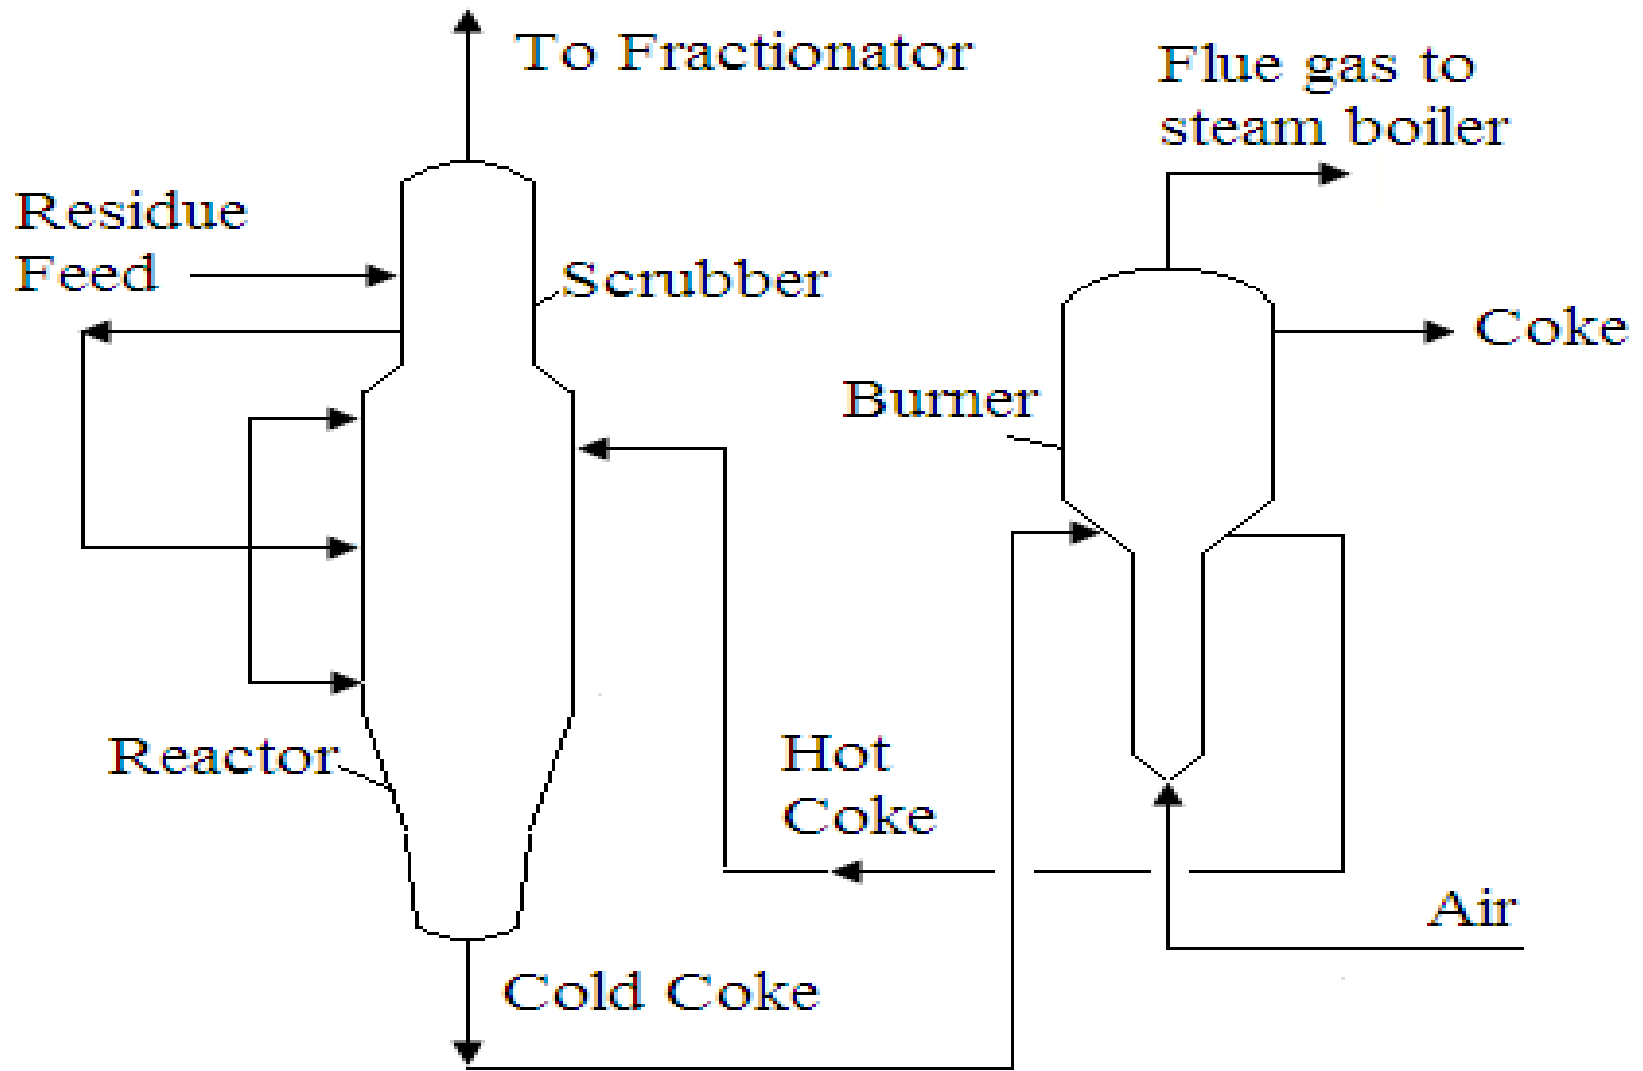 To Fractionator
Flue gas to
steam boiler
Residue
Feed
Scrubber
Coke
Burner
Reactor
Hot
Coke
Air
Cold Coke